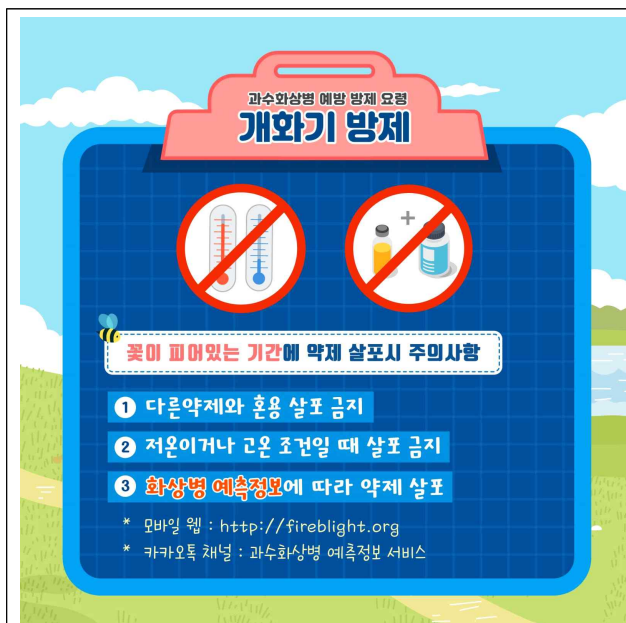 과수화상병 예방 방제 요령
개화기 방제
+
꽃이 피어있는 기간에 약제 살포시 주의사항
1 다른약제와 혼용 살포 금지
2 저온이거나 고온 조건일 때 살포 금지
3 화상병 예측정보에 따라 약제 살포
* 모바일 웹 : http://fireblight.org
* 카카오톡 채널 : 과수화상병 예측정보 서비스